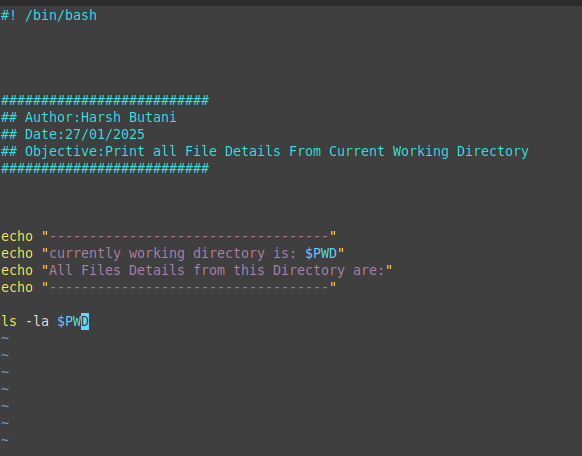 #! /bin/bash
##########################
## Author:Harsh Butani
## Date:27/01/2025
## Objective:Print all File Details From Current Working Directory
##########################
echo "-----------------------------------"
echo "currently working directory is: $PWD"
echo "All Files Details from this Directory are:"
echo "-----------------------------------"
ls -la $PWD
~
~
~
~
~
~
~